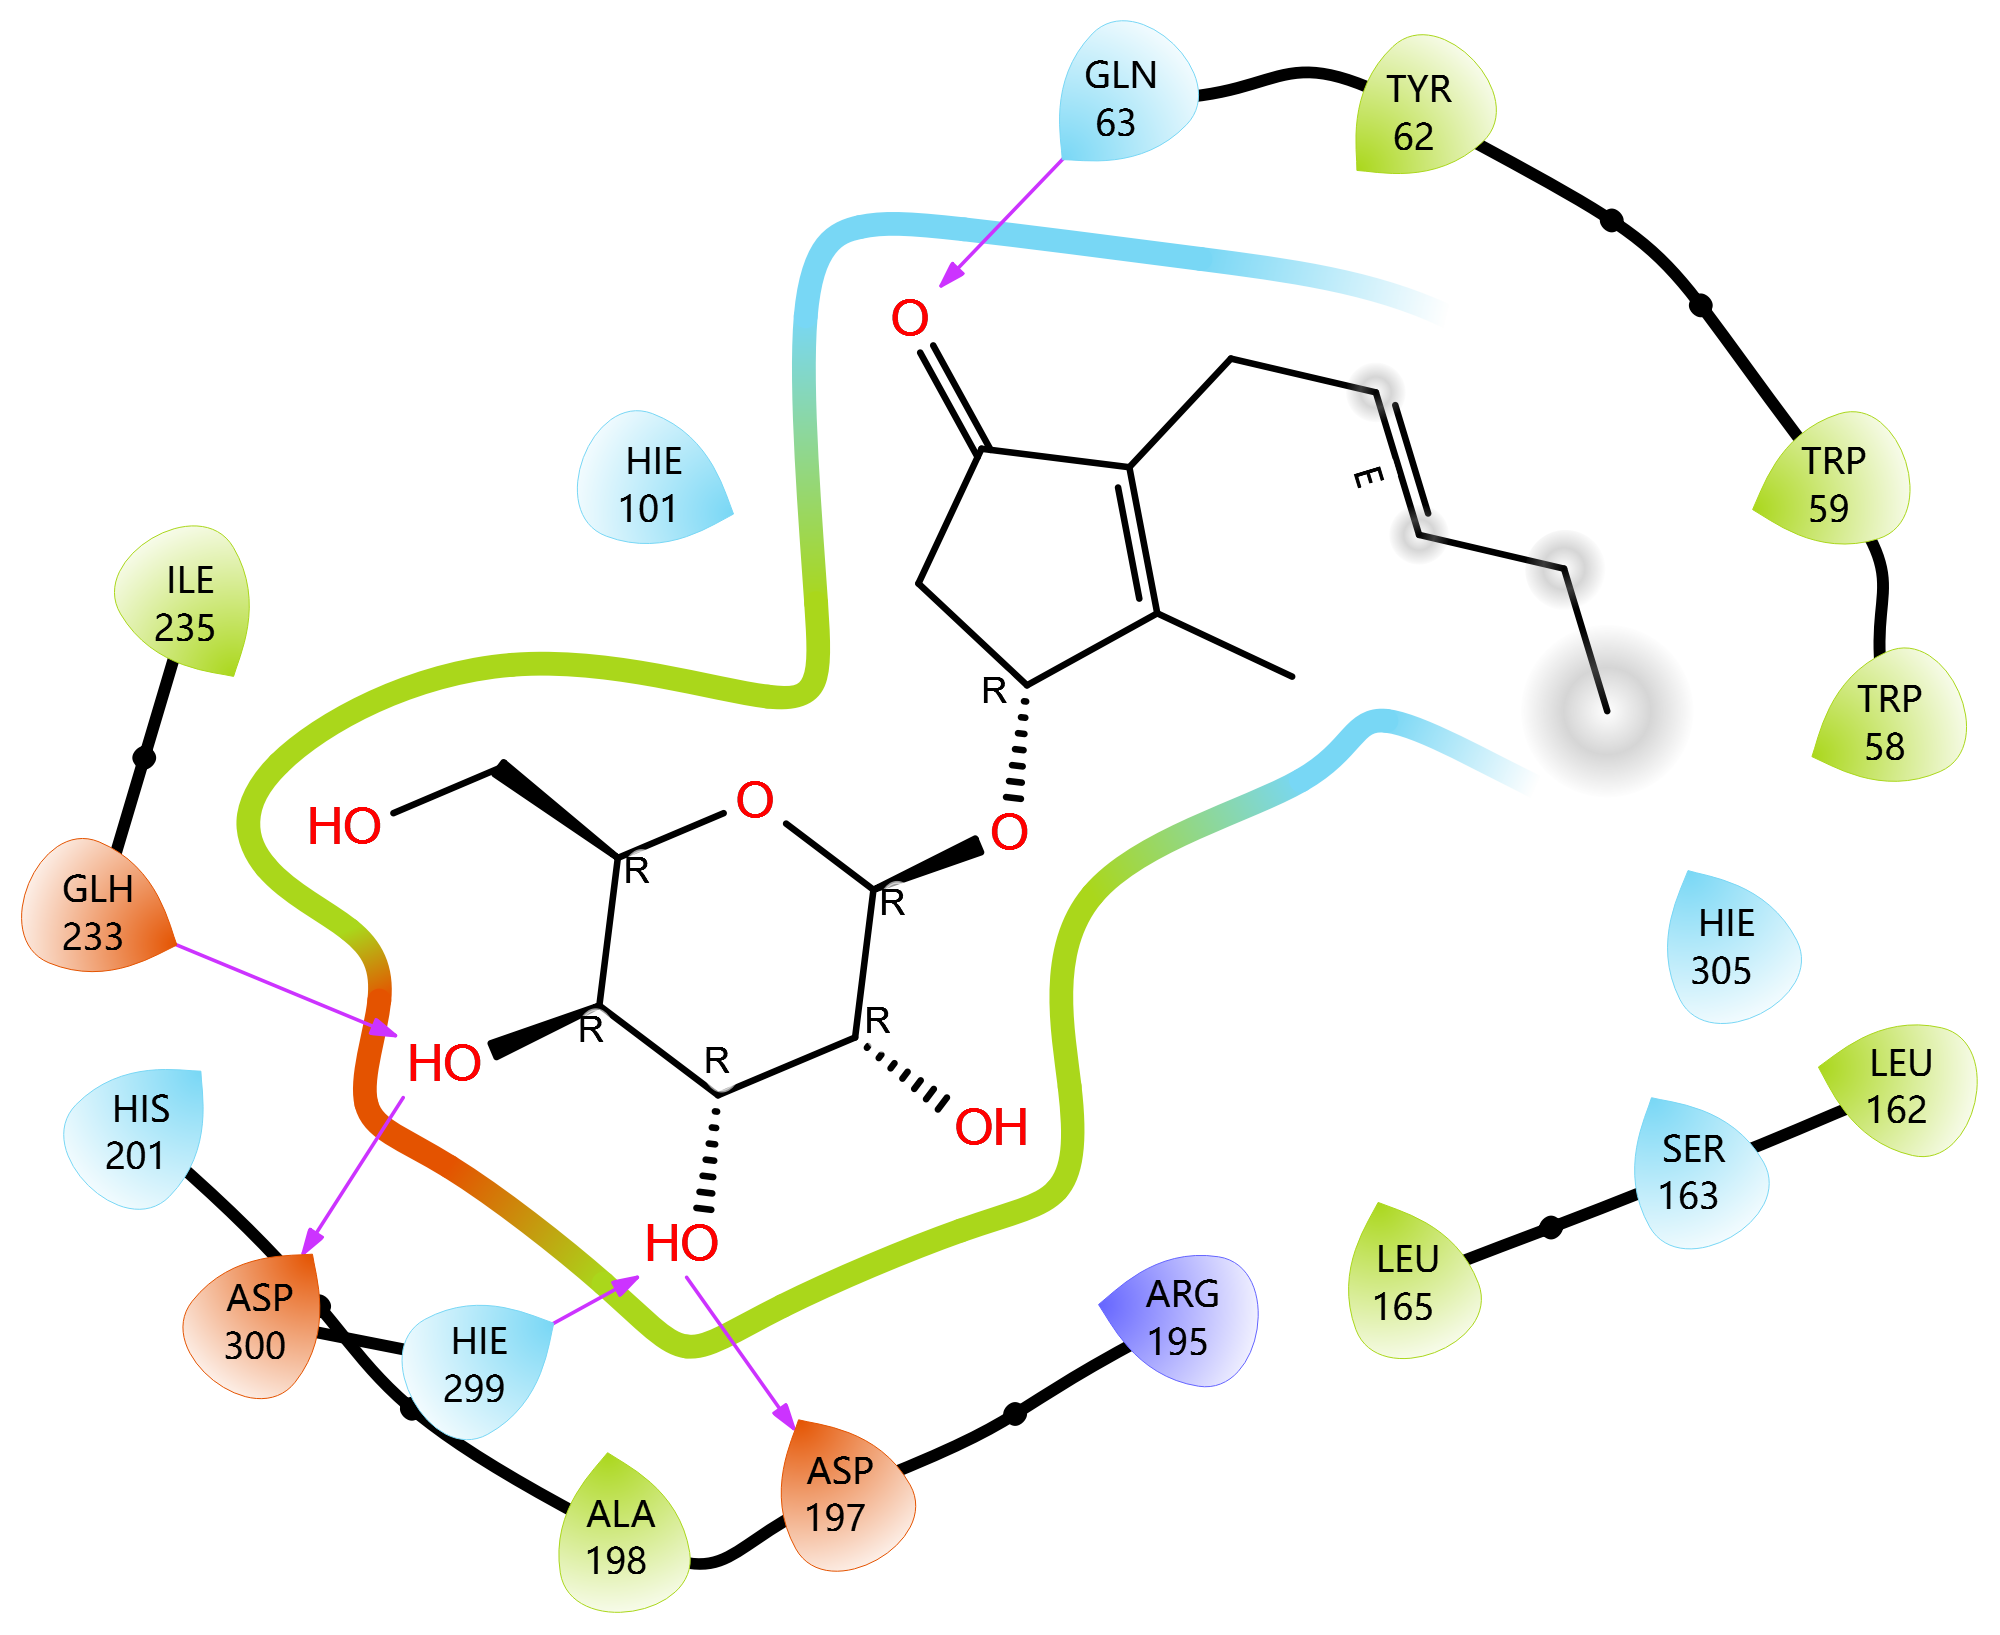 GLN
63
TYR
62
O
HIE
101
TRP
59
E
ILE
235
R
TRP
58
HO
O
O
R
R
GLH
233
HIE
305
HO
R
R
R
OH
LEU
162
HIS
201
SER
163
HO
LEU
165
ASP
300
ARG
195
HIE
299
ASP
197
ALA
198